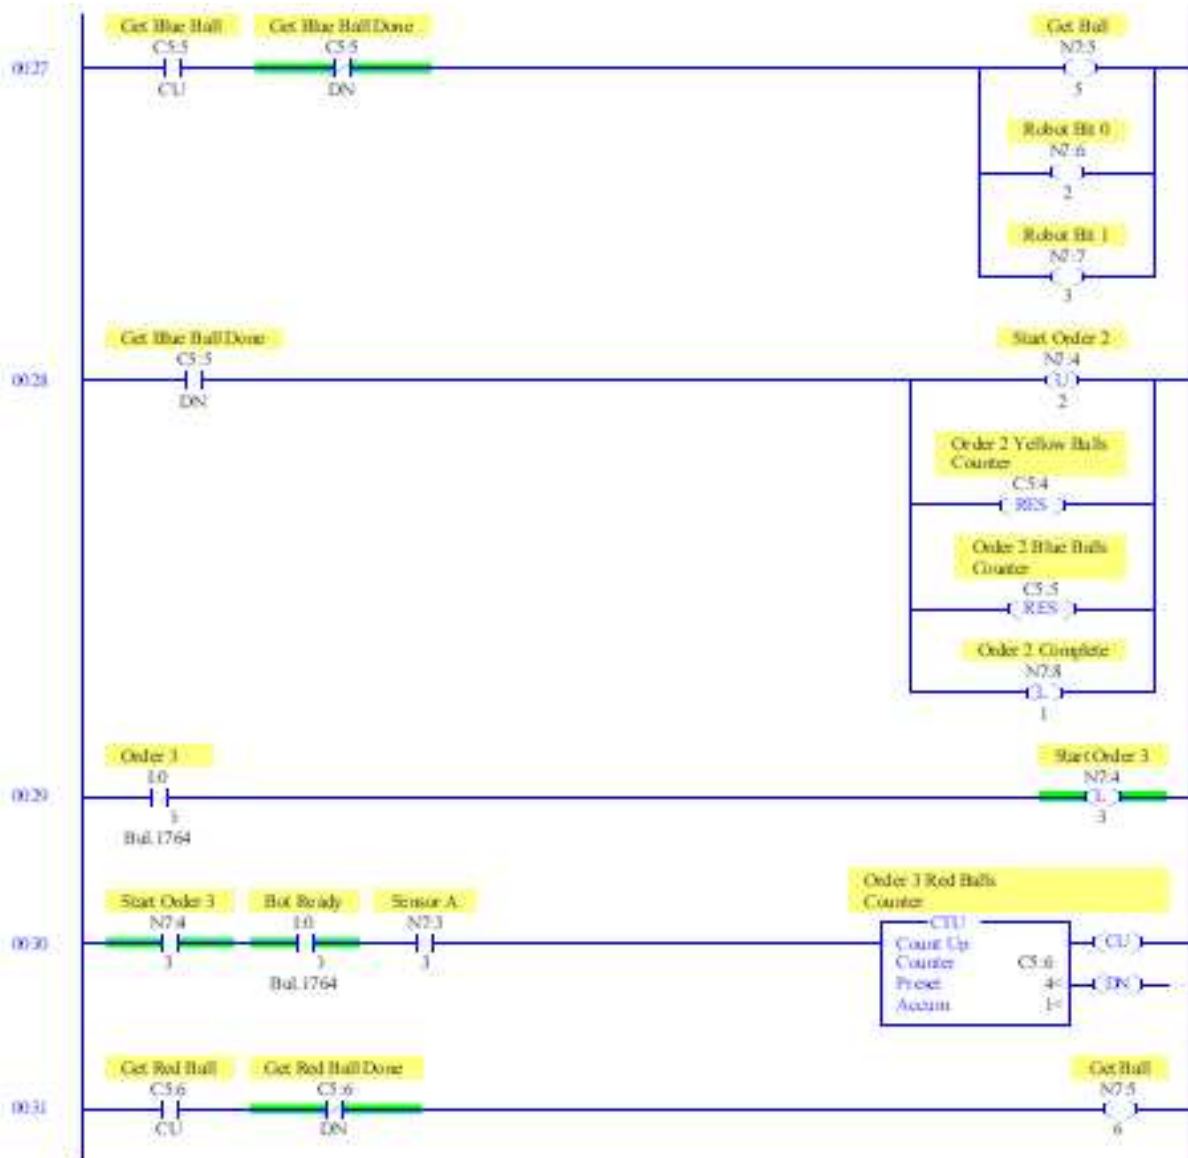 Get Blue Ball Get Blue Ball Done Get Ball
C5:5 C5:5 N7:5
0027
CU DN 5
Robot Bit 0
N7:6
2
Robot Bit 1
N7:7
3
Get Blue Ball Done Start Order 2
C5:5 N7:4
0028 U
DN 2
Order 2 Yellow Balls
Counter
C5:4
RES
Order 2 Blue Balls
Counter
C5:5
RES
Order 2 Complete
N7:8
L
1
Order 3 Start Order 3
I:0 N7:4
0029 L
3
Bul.1764
Order 3 Red Balls
Start Order 3 Bot Ready Sensor A Counter
N7:4 I:0 N7:3 CTU
0030 Count Up CU
3 3 3 Counter C5:6
Bul.1764 Preset 4< DN
Accum 1<
Get Red Ball Get Red Ball Done Get Ball
C5:6 C5:6 N7:5
0031
CU DN 6